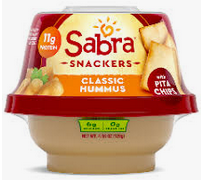 11g
PROTEIN
Sabra
SNACKERS
CLASSIC
HUMMUS
WITH
PITA
CHIPS